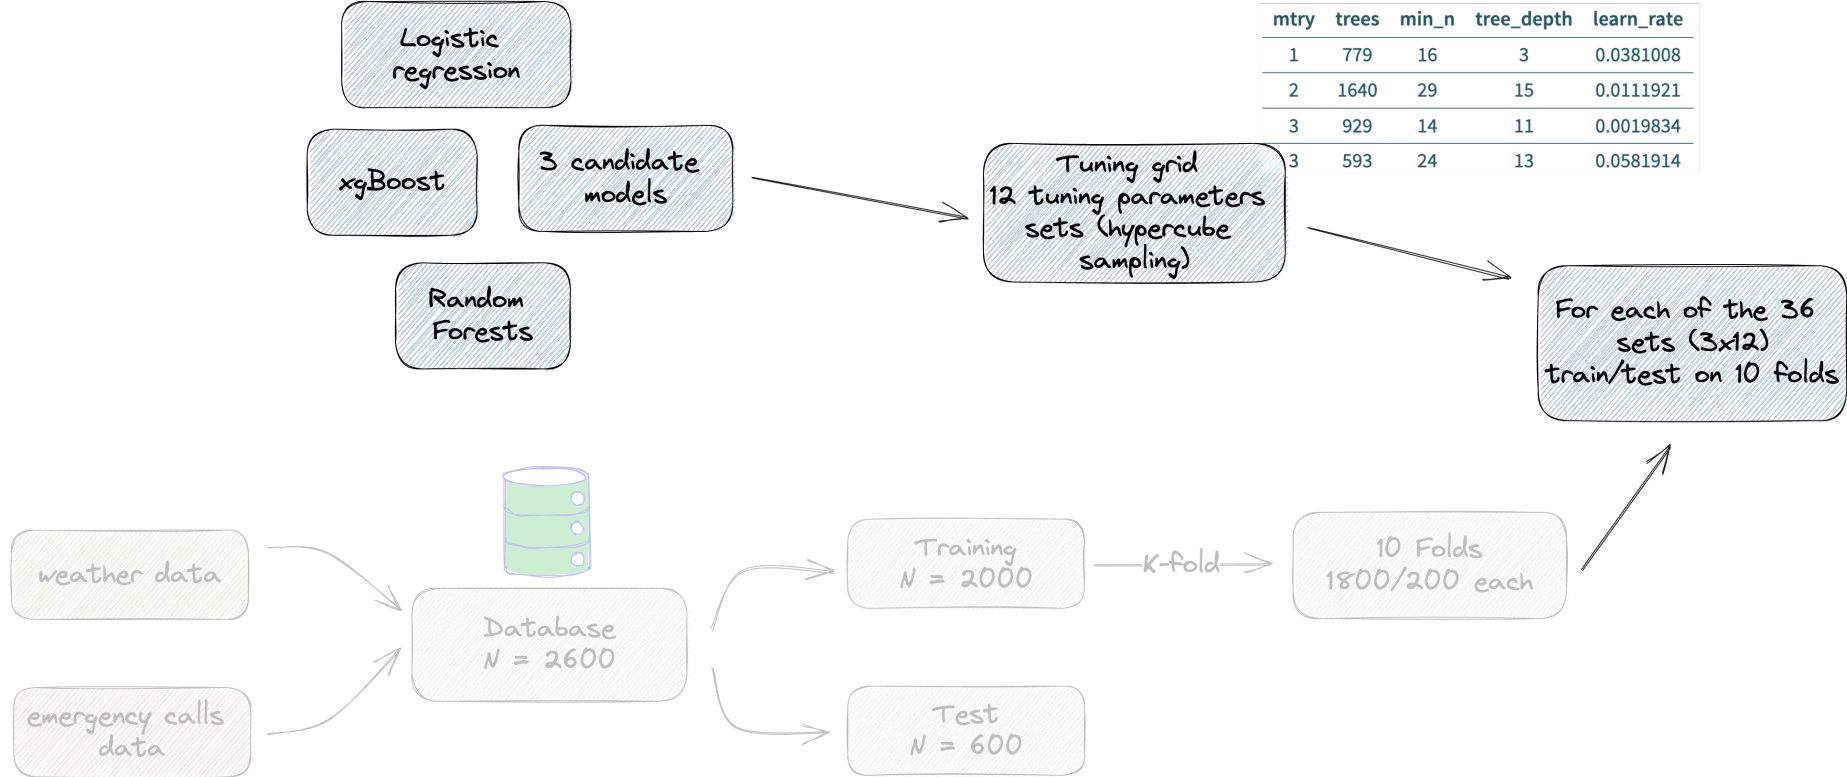 Logistic
regression
xgBoost
3 candidate
models
Random
Forests
Tuning grid
12 tuning parameters
sets (hypercube
sampling)
mtry trees min_n tree_depth learn_rate
1 779 16 3 0.0381008
2 1640 29 15 0.0111921
3 929 14 11 0.0019834
3 593 24 13 0.0581914
For each of the 36
sets (3x12)
train/test on 10 folds
weather data
emergency calls
data
Database
N = 2600
Training
N = 2000
K-fold
10 Folds
1800/200 each
Test
N = 600